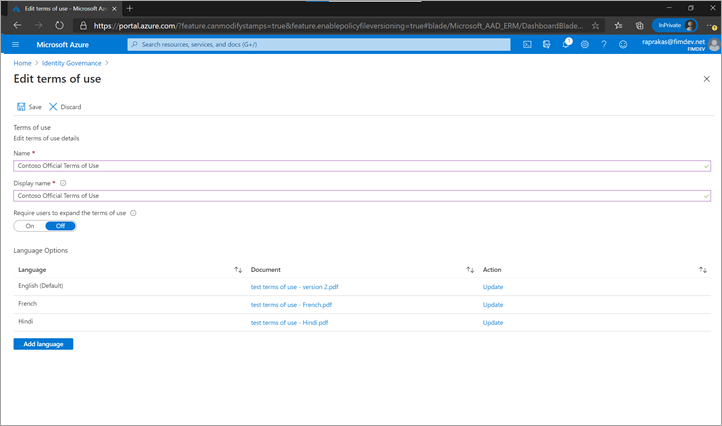 Edit terms of use - Microsoft Az
https://portal.azure.com/?feature.canmodifystamps=true&feature.enablepolicyfileversioning=true#blade/Microsoft_AAD_ERM/DashboardBlade...
InPrivate
Microsoft Azure
Search resources, services, and docs (G+/)
1
raprakas@fimdev.net
FIMDEV
Home > Identity Governance >
Edit terms of use
Save Discard
Terms of use
Edit terms of use details
Name *
Contoso Official Terms of Use
Display name *
Contoso Official Terms of Use
Require users to expand the terms of use
On Off
Language Options
Language Document Action
English (Default) test terms of use - version 2.pdf Update
French test terms of use - French.pdf Update
Hindi test terms of use - Hindi.pdf Update
Add language